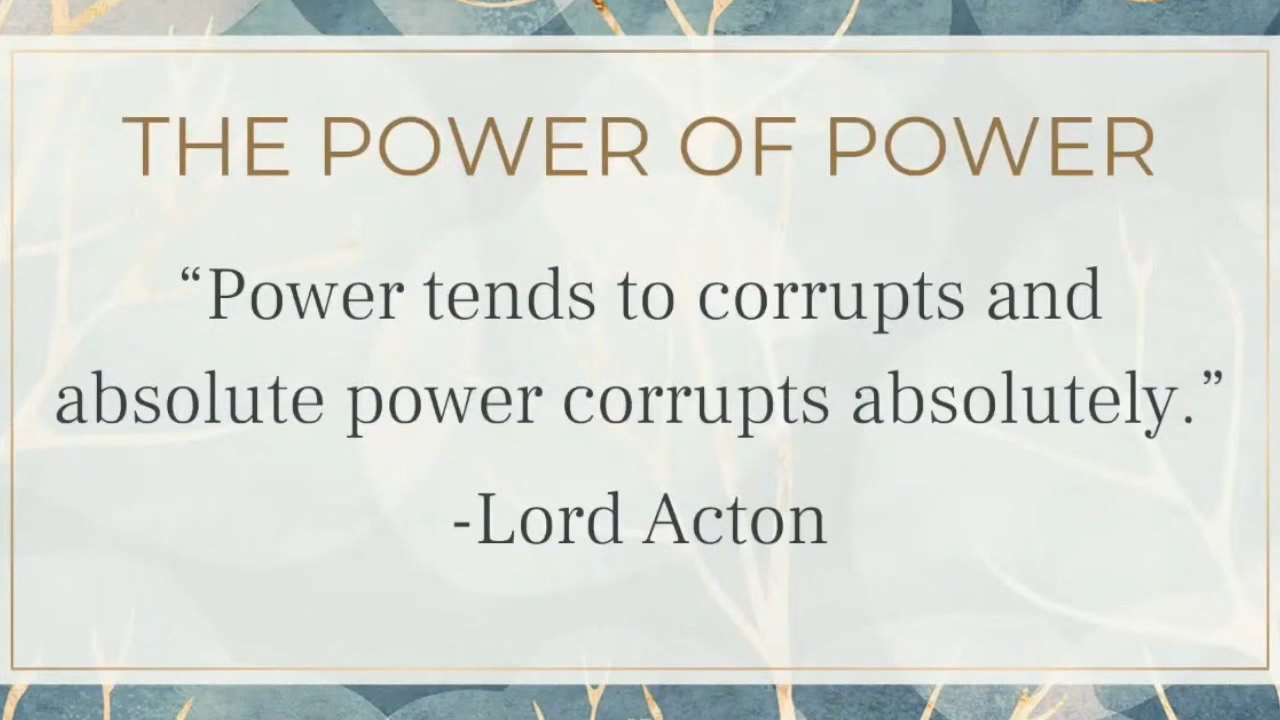 THE POWER OF POWER
“Power tends to corrupts and
absolute power corrupts absolutely.”
-Lord Acton